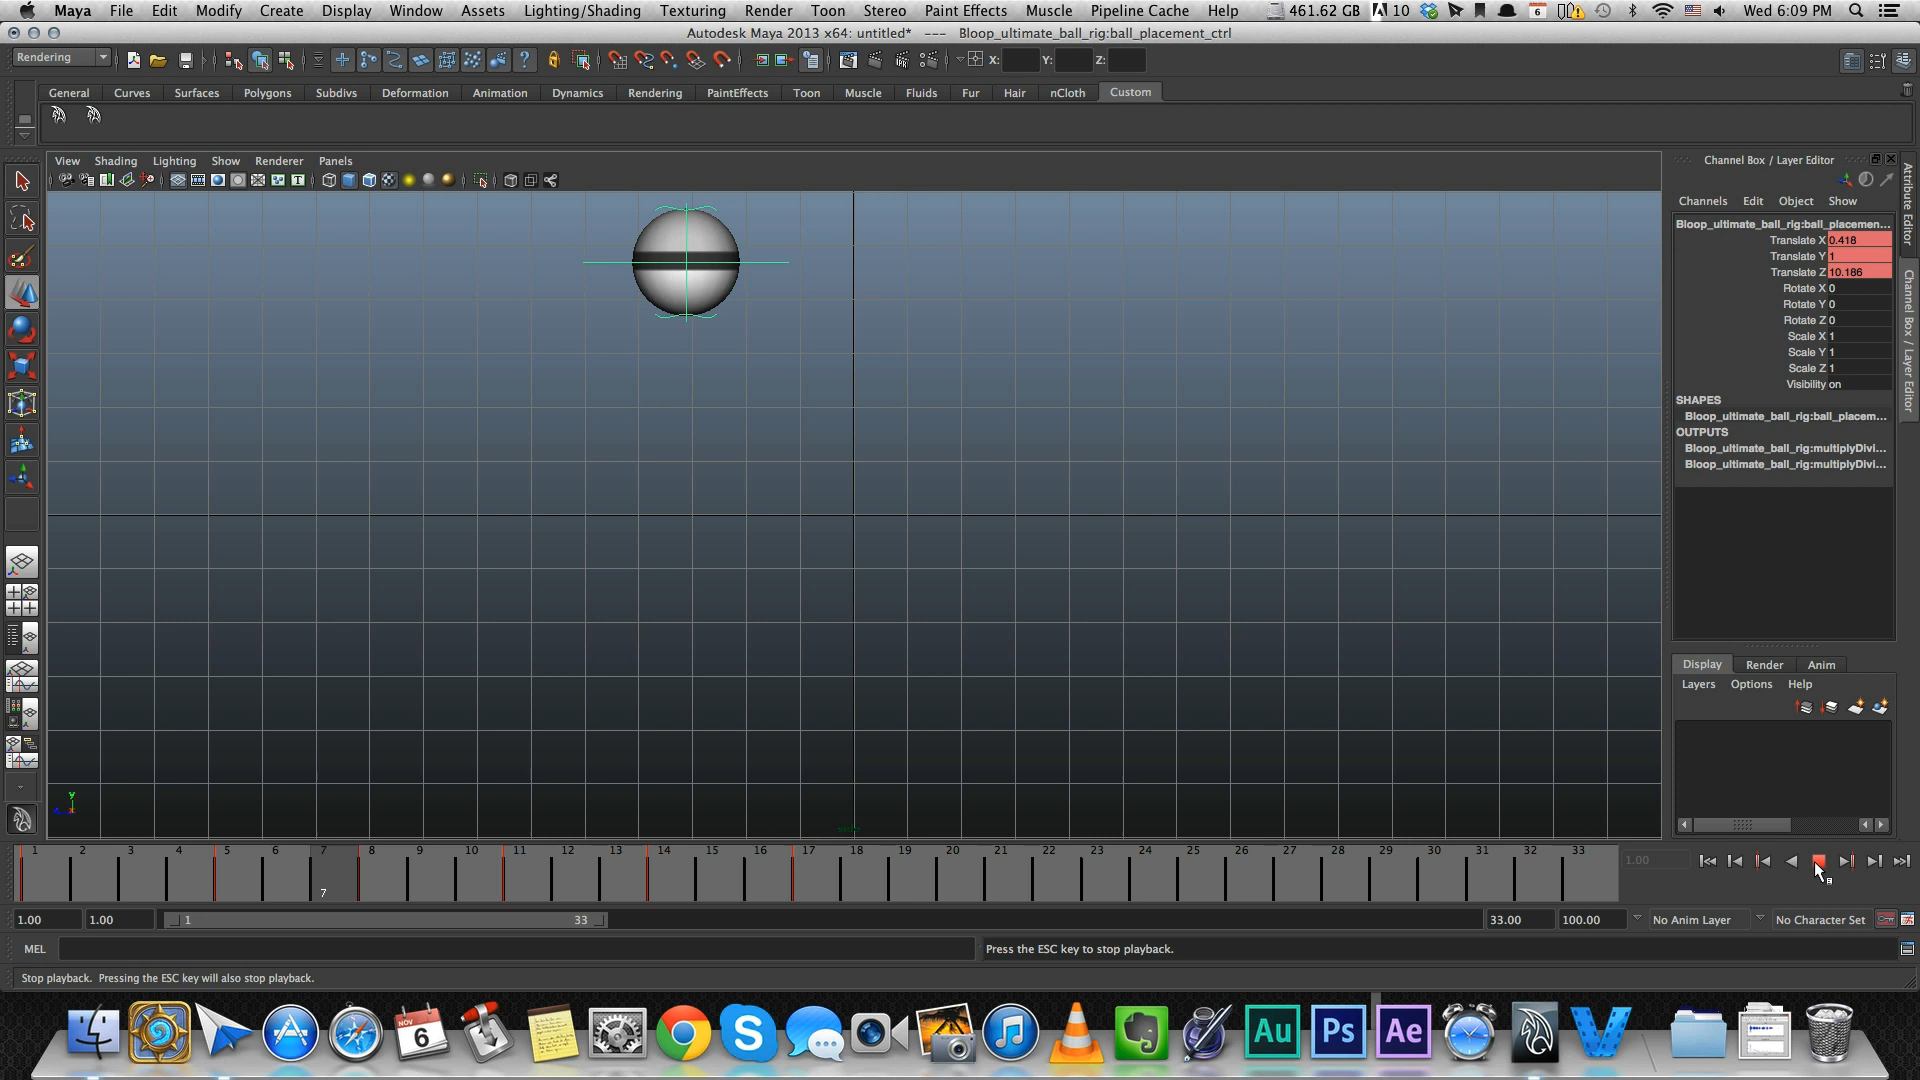 Maya File Edit Modify Create Display Window Assets Lighting/Shading Texturing Render Toon Stereo Paint Effects Muscle Pipeline Cache Help 461.62 GB 10 6 Wed 6:09 PM
Autodesk Maya 2013 x64: untitled* --- Bloop_ultimate_ball_rig:ball_placement_ctrl
Rendering X: Y: Z:
General Curves Surfaces Polygons Subdivs Deformation Animation Dynamics Rendering PaintEffects Toon Muscle Fluids Fur Hair nCloth Custom
View Shading Lighting Show Renderer Panels
Channel Box / Layer Editor
Channels Edit Object Show
Bloop_ultimate_ball_rig:ball_placemen...
Translate X 0.418
Translate Y 1
Translate Z 10.186
Rotate X 0
Rotate Y 0
Rotate Z 0
Scale X 1
Scale Y 1
Scale Z 1
Visibility on
SHAPES
Bloop_ultimate_ball_rig:ball_placem...
OUTPUTS
Bloop_ultimate_ball_rig:multiplyDivi...
Bloop_ultimate_ball_rig:multiplyDivi...
Attribute Editor
Channel Box / Layer Editor
Display Render Anim
Layers Options Help
Y
1 2 3 4 5 6 7 8 9 10 11 12 13 14 15 16 17 18 19 20 21 22 23 24 25 26 27 28 29 30 31 32 33 1.00
7
1.00 1.00 1 33 33.00 100.00 No Anim Layer No Character Set
MEL Press the ESC key to stop playback.
Stop playback. Pressing the ESC key will also stop playback.
NOV
6
Au Ps Ae